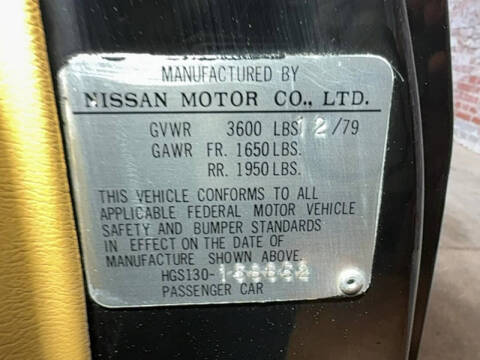 MANUFACTURED BY
NISSAN MOTOR CO., LTD.
GVWR 3600 LBS 12/79
GAWR FR. 1650 LBS.
RR. 1950 LBS.
THIS VEHICLE CONFORMS TO ALL
APPLICABLE FEDERAL MOTOR VEHICLE
SAFETY AND BUMPER STANDARDS
IN EFFECT ON THE DATE OF
MANUFACTURE SHOWN ABOVE.
HGS130-
PASSENGER CAR